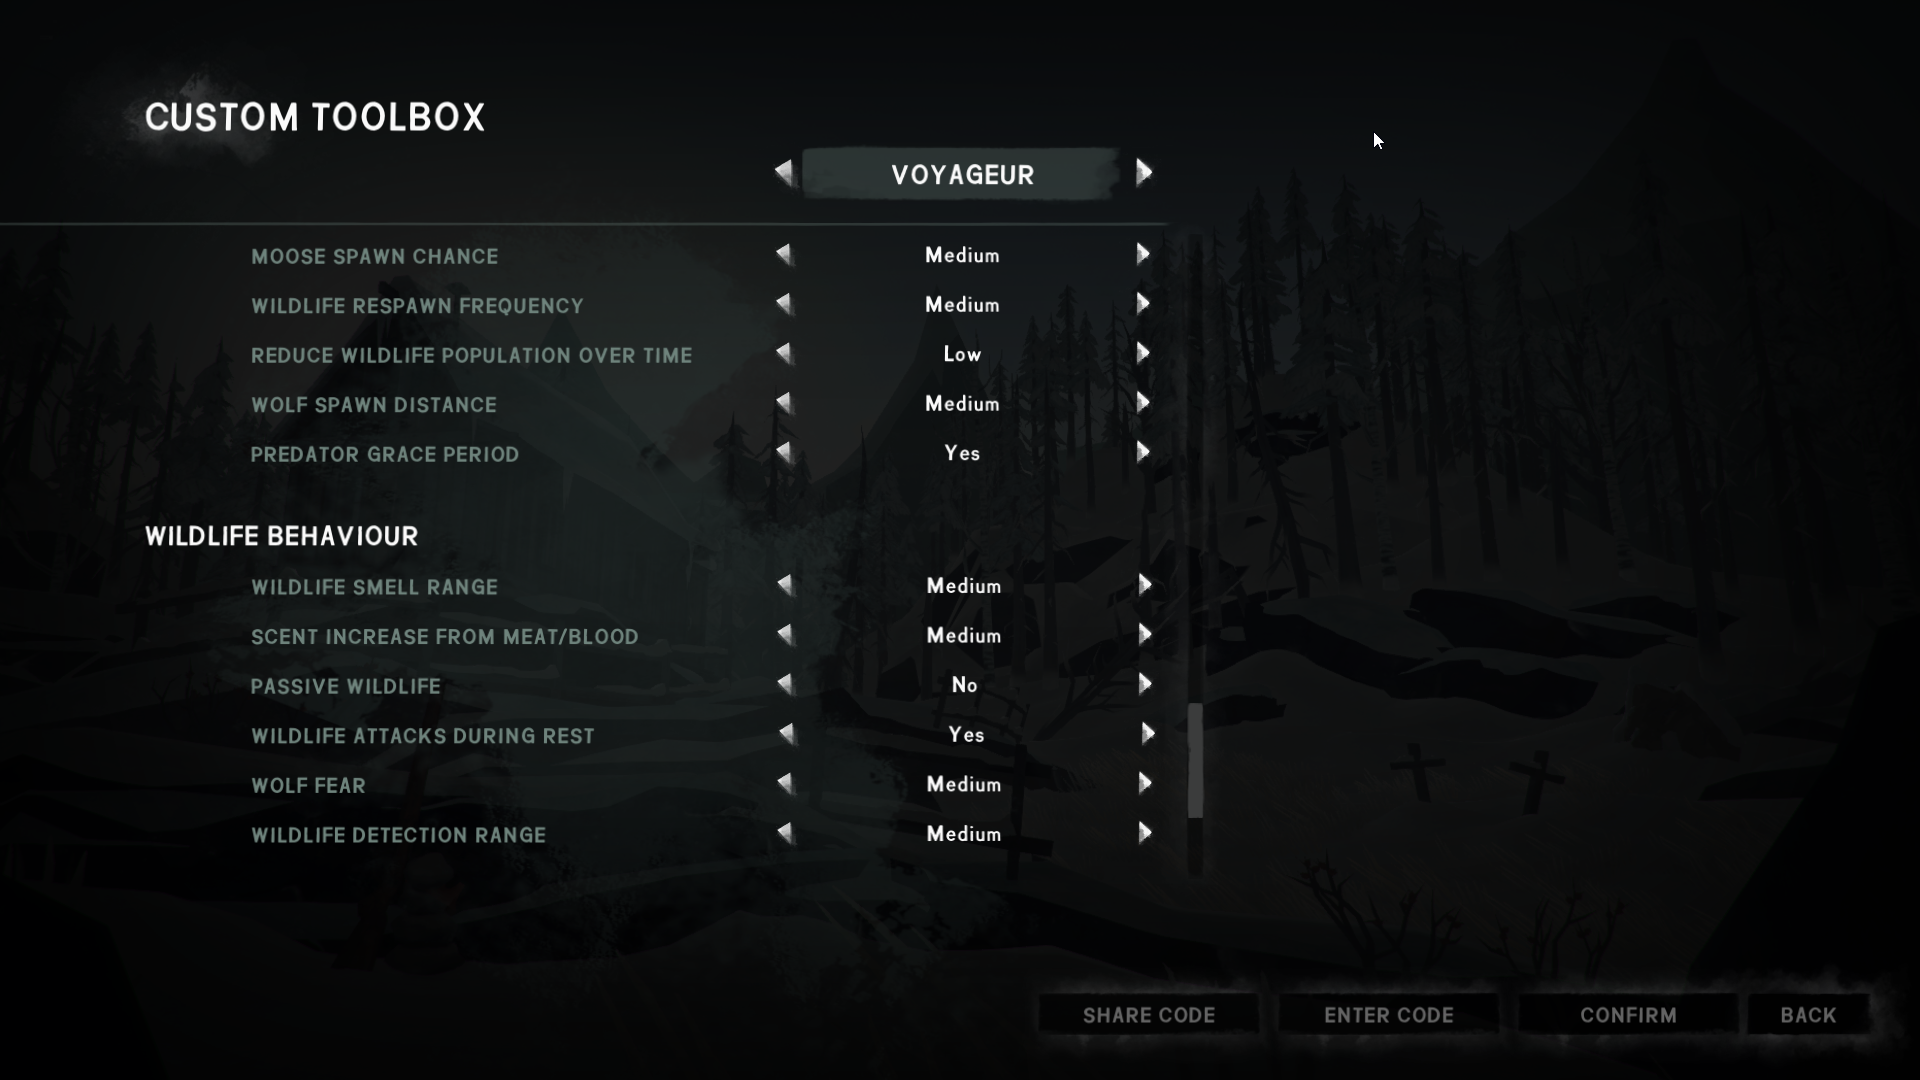 CUSTOM TOOLBOX
VOYAGEUR
MOOSE SPAWN CHANCE Medium
WILDLIFE RESPAWN FREQUENCY Medium
REDUCE WILDLIFE POPULATION OVER TIME Low
WOLF SPAWN DISTANCE Medium
PREDATOR GRACE PERIOD Yes
WILDLIFE BEHAVIOUR
WILDLIFE SMELL RANGE Medium
SCENT INCREASE FROM MEAT/BLOOD Medium
PASSIVE WILDLIFE No
WILDLIFE ATTACKS DURING REST Yes
WOLF FEAR Medium
WILDLIFE DETECTION RANGE Medium
SHARE CODE ENTER CODE CONFIRM BACK